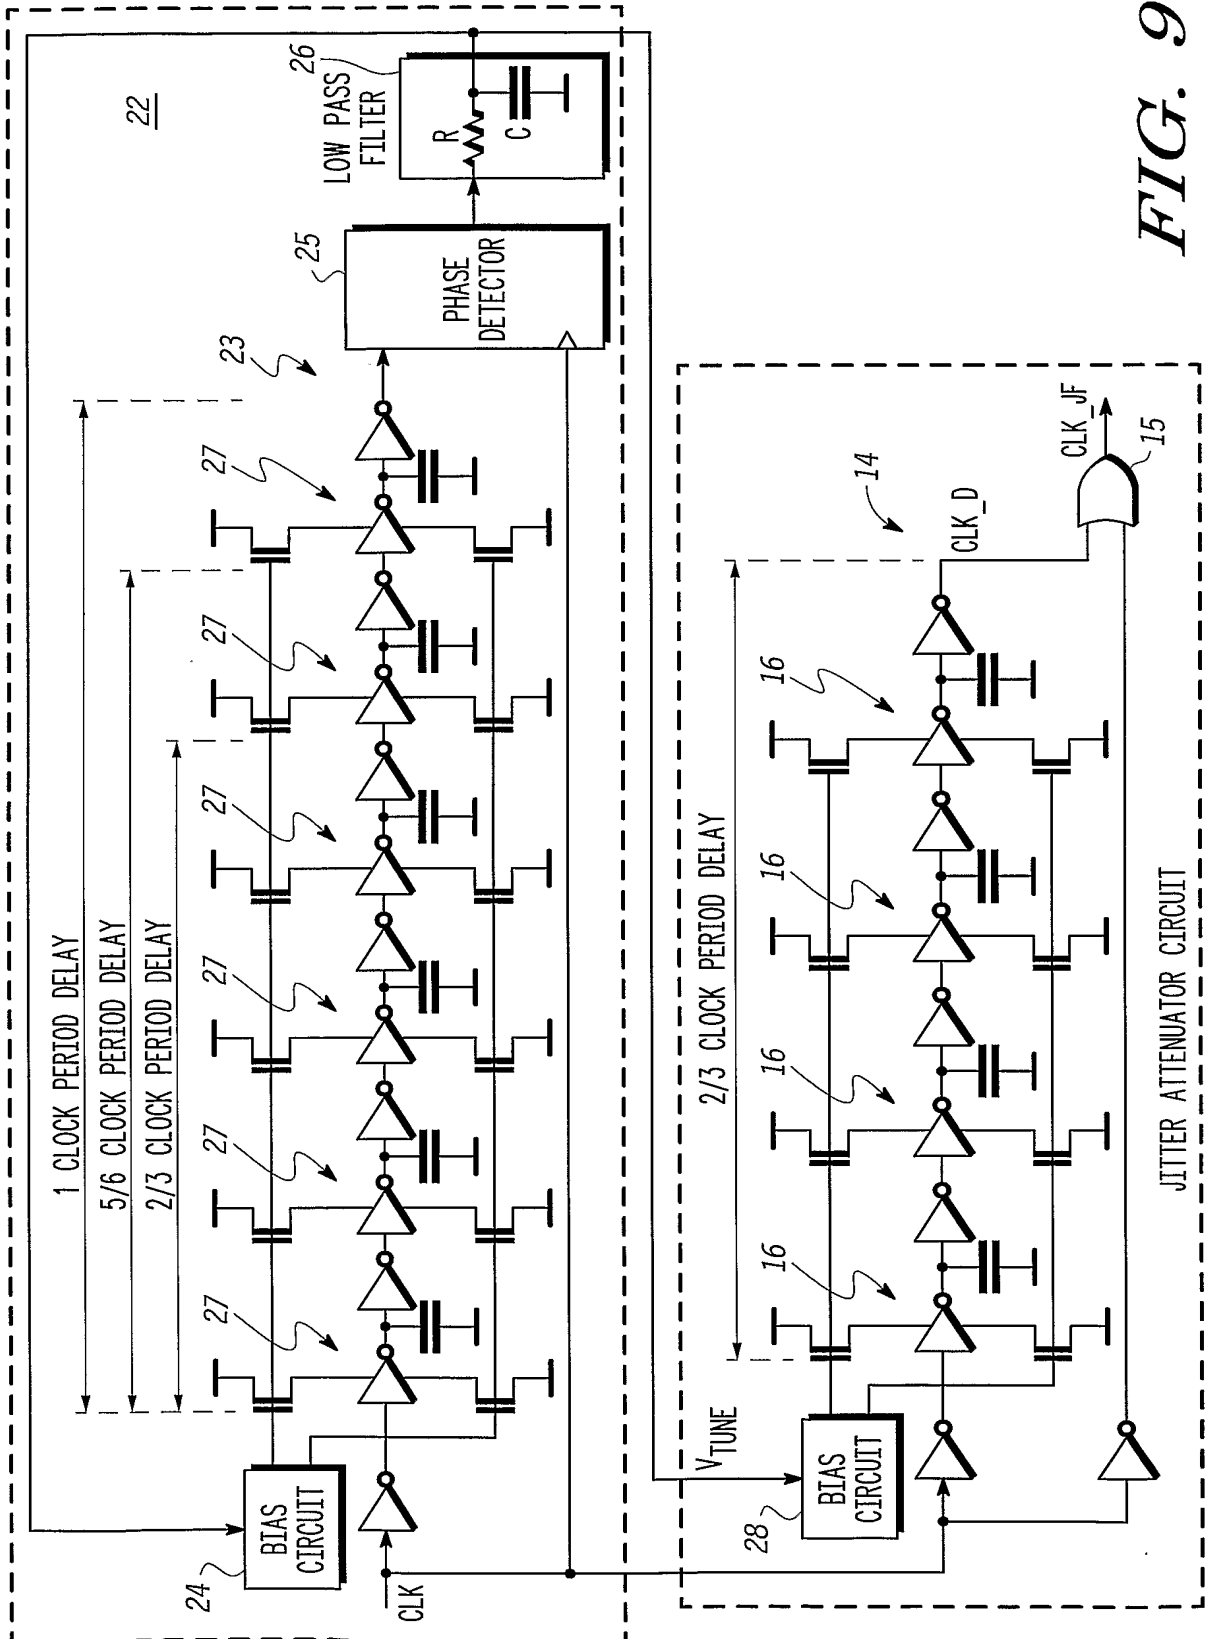 22
1 CLOCK PERIOD DELAY
5/6 CLOCK PERIOD DELAY
2/3 CLOCK PERIOD DELAY
27
27
27
27
27
27
23
25
LOW PASS
FILTER
26
24
BIAS
CIRCUIT
CLK
PHASE
DETECTOR
R
C
VTUNE
28
BIAS
CIRCUIT
2/3 CLOCK PERIOD DELAY
16
16
16
16
14
CLK_D
CLK_JF
15
JITTER ATTENUATOR CIRCUIT
FIG. 9